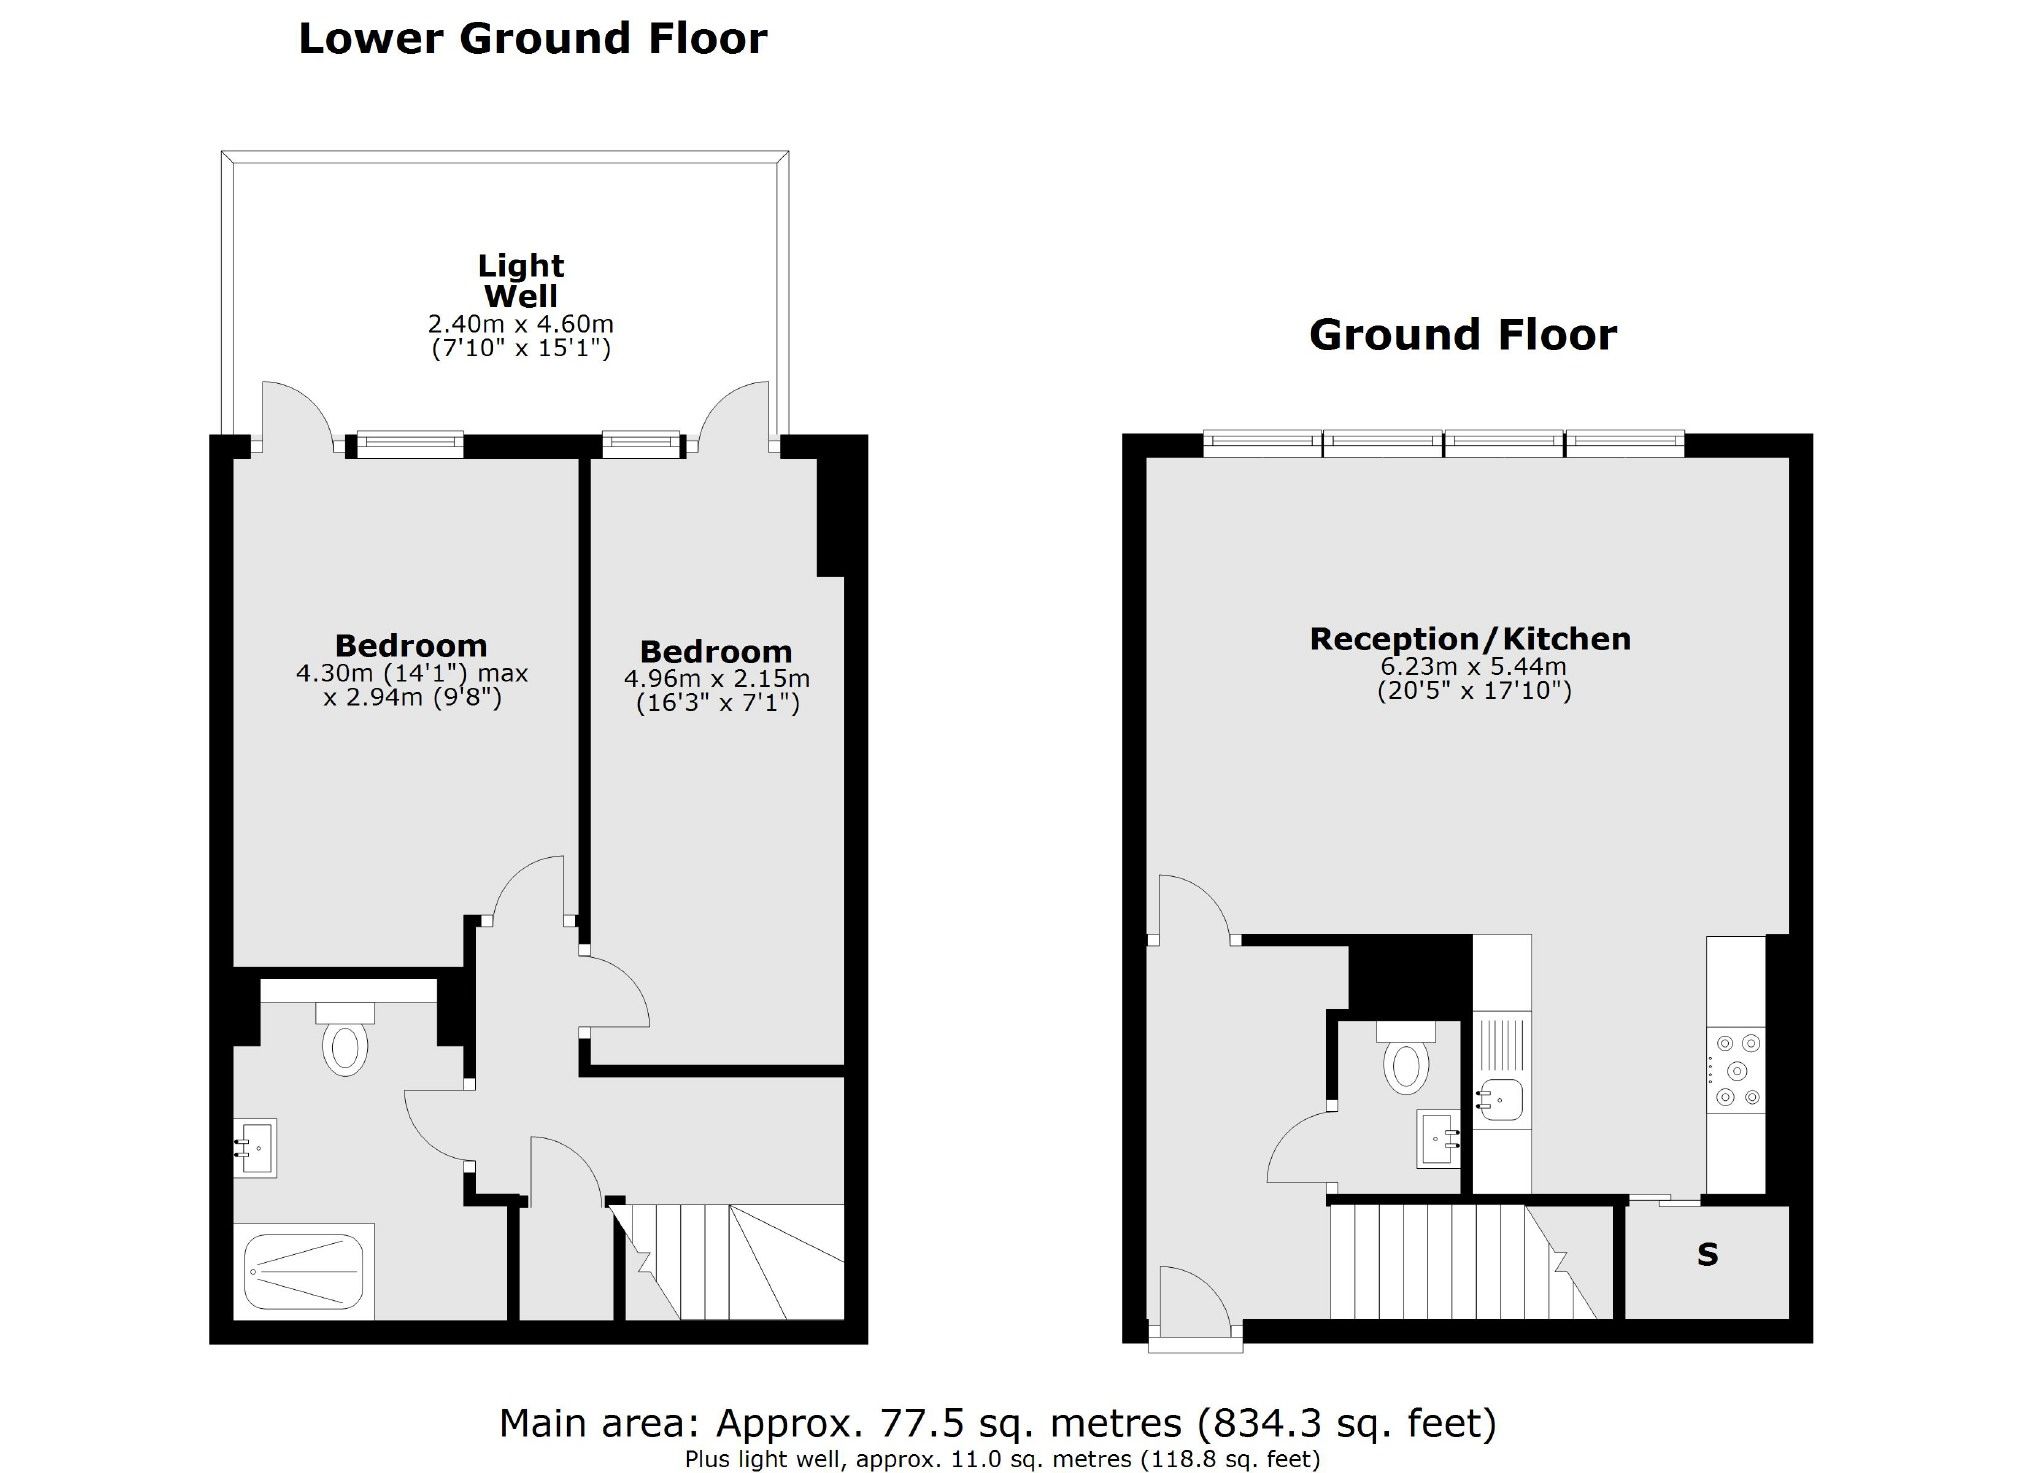 Lower Ground Floor
Light
Well
2.40m x 4.60m
(7'10" x 15'1")
Bedroom
4.30m (14'1") max
x 2.94m (9'8")
Bedroom
4.96m x 2.15m
(16'3" x 7'1")
Ground Floor
Reception/Kitchen
6.23m x 5.44m
(20'5" x 17'10")
S
Main area: Approx. 77.5 sq. metres (834.3 sq. feet)
Plus light well, approx. 11.0 sq. metres (118.8 sq. feet)